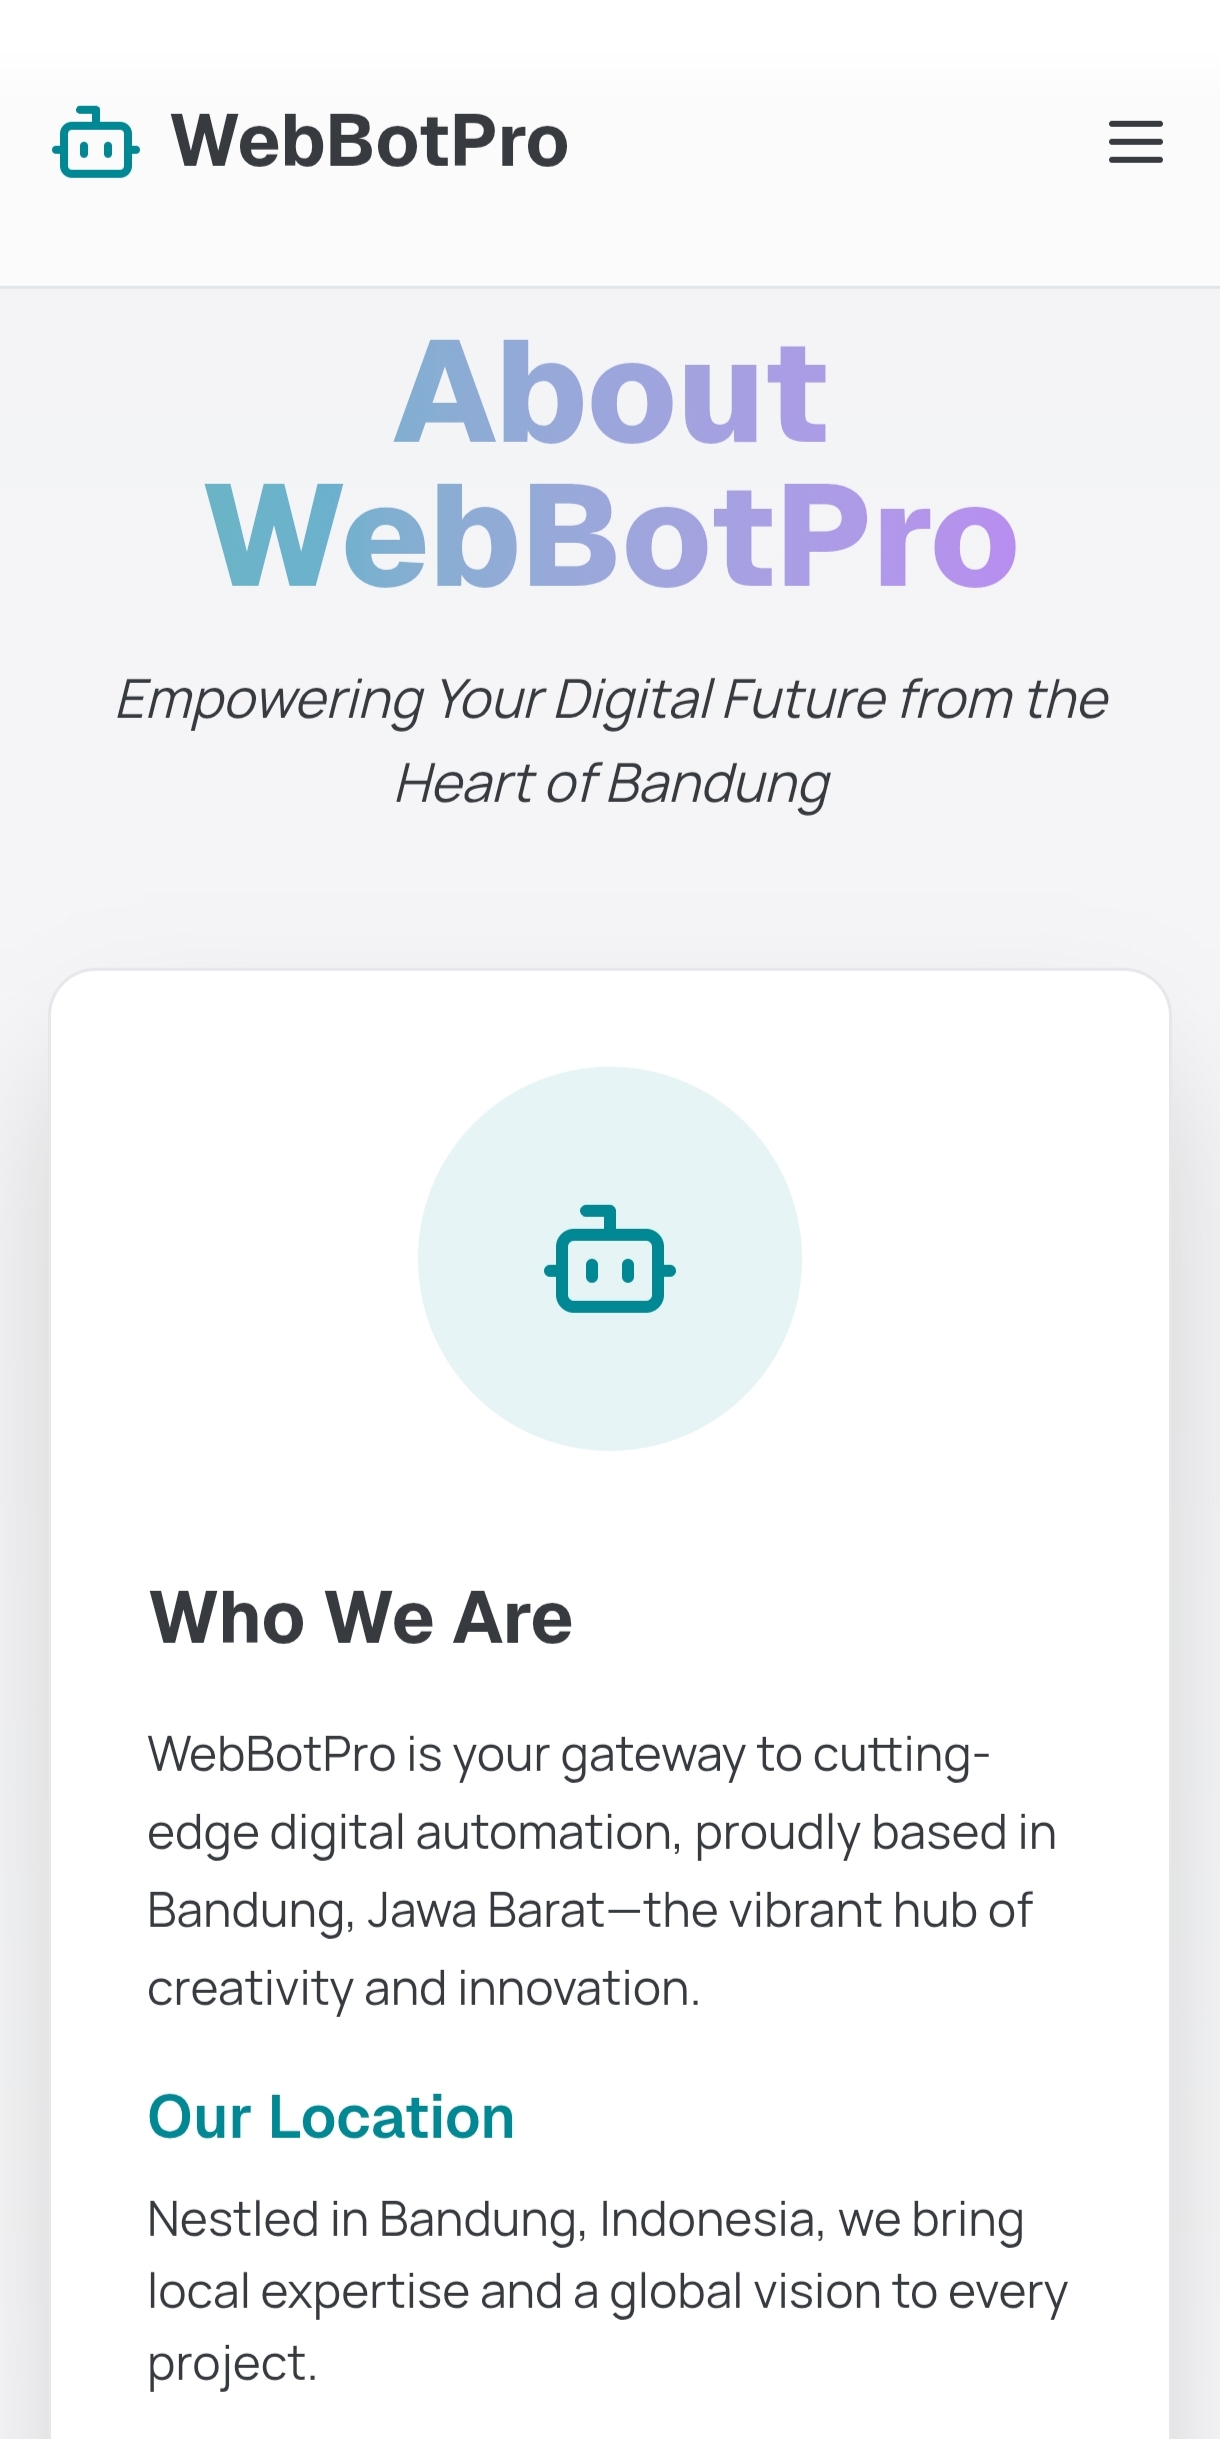 WebBotPro
About
WebBotPro
Empowering Your Digital Future from the
Heart of Bandung
Who We Are
WebBotPro is your gateway to cutting-
edge digital automation, proudly based in
Bandung, Jawa Barat—the vibrant hub of
creativity and innovation.
Our Location
Nestled in Bandung, Indonesia, we bring
local expertise and a global vision to every
project.